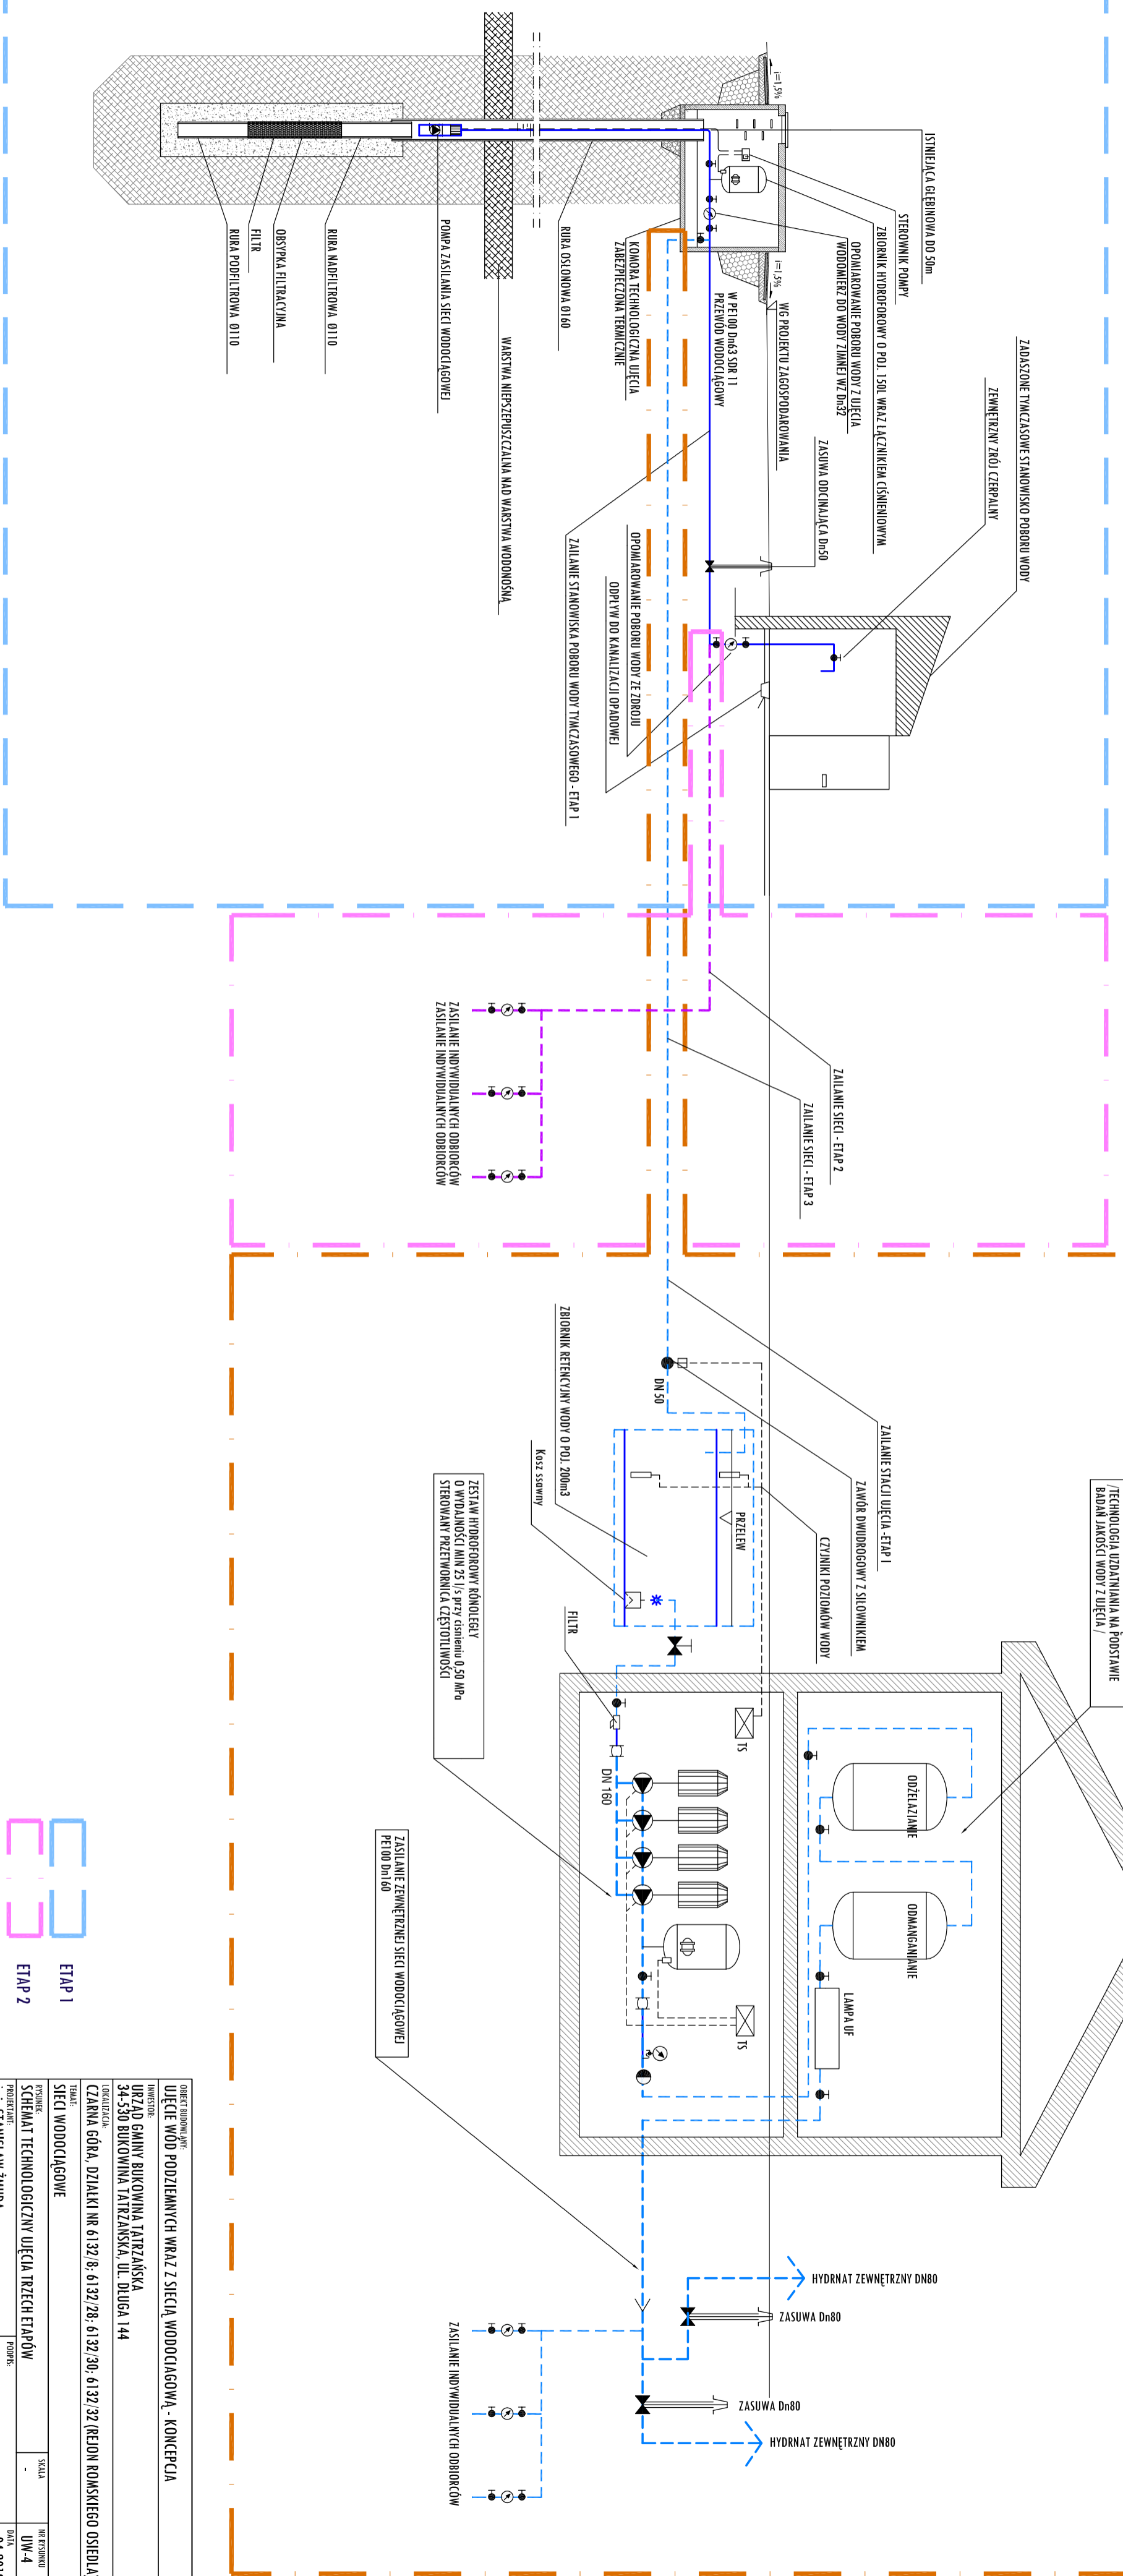 ISTNIEJĄCA GŁĘBINOWA DO 50m
STEROWNIK POMPY
ZBIORNIK HYDROFOROWY O POJ. 150L WRAZ ŁĄCZNIKIEM CIŚNIENIOWYM
OPOMIAROWANIE POBORU WODY Z UJĘCIA
WODOMIERZ DO WODY ZIMNEJ WZ Dn32
i=1,5%
i=1,5%
WG PROJEKTU ZAGOSPODAROWANIA
W PE100 Dn63 SDR 11
PRZEWÓD WODOCIĄGOWY
KOMORA TECHNOLOGICZNA UJĘCIA
ZABEZPIECZONA TERMICZNIE
RURA OSŁONOWA Ø160
WARSTWA NIEPSZEPUSZCZALNA NAD WARSTWĄ WODONOŚNĄ
POMPA ZASILANIA SIECI WODOCIĄGOWEJ
RURA NADFILTROWA Ø110
OBSYPKA FILTRACYJNA
FILTR
RURA PODFILTROWA Ø110
ZADASZONE TYMCZASOWE STANOWISKO POBORU WODY
ZEWNĘTRZNY ZRÓJ CZERPALNY
ZASUWA ODCINAJĄCA Dn50
OPOMIAROWANIE POBORU WODY ZE ZDROJU
ODPŁYW DO KANALIZACJI OPADOWEJ
ZAILANIE STANOWISKA POBORU WODY TYMCZASOWEGO - ETAP 1
ZAILANIE SIECI - ETAP 2
ZAILANIE SIECI - ETAP 3
ZASILANIE INDYWIDUALNYCH ODBIORCÓW
ZASILANIE INDYWIDUALNYCH ODBIORCÓW
ZAILANIE STACJI UJĘCIA -ETAP I
ZAWÓR DWUDROGOWY Z SIŁOWNIKIEM
CZYJNIKI POZIOMÓW WODY
DN 50
PRZELEW
ZBIORNIK RETENCYJNY WODY O POJ. 200m3
Kosz ssawny
ZESTAW HYDROFOROWY RÓNOLEGŁY
O WYDAJNOŚCI MIN 25 l/s przy ciśnieniu 0,50 MPa
STEROWANY PRZETWORNICA CZĘSTOTLIWOŚCI
FILTR
/TECHNOLOGIA UZDATNIANIA NA PODSTAWIE
BADAŃ JAKOŚCI WODY Z UJĘCIA /
ODŻELAZIANIE
ODMANGANIANIE
LAMPA UF
TS
TS
DN 160
ZASILANIE ZEWNĘTRZNEJ SIECI WODOCIĄGOWEJ
PE100 Dn160
HYDRNAT ZEWNĘTRZNY DN80
ZASUWA Dn80
ZASUWA Dn80
HYDRNAT ZEWNĘTRZNY DN80
ZASILANIE INDYWIDUALNYCH ODBIORCÓW
ETAP 1
ETAP 2
OBIEKT BUDOWLANY:
UJĘCIE WÓD PODZIEMNYCH WRAZ Z SIECIĄ WODOCIAGOWĄ - KONCEPCJA
INWESTOR:
URZĄD GMINY BUKOWINA TATRZAŃSKA
34-530 BUKOWINA TATRZAŃSKA, UL. DŁUGA 144
LOKALIZACJA:
CZARNA GÓRA, DZIAŁKI NR 6132/8; 6132/28; 6132/30; 6132/32 (REJON ROMSKIEGO OSIEDLA
TEMAT:
SIECI WODOCIĄGOWE
RYSUNEK:
SCHEMAT TECHNOLOGICZNY UJĘCIA TRZECH ETAPÓW
SKALA
-
NR RYSUNKU
UW-4
PROJEKTANT:
PODPIS:
DATA